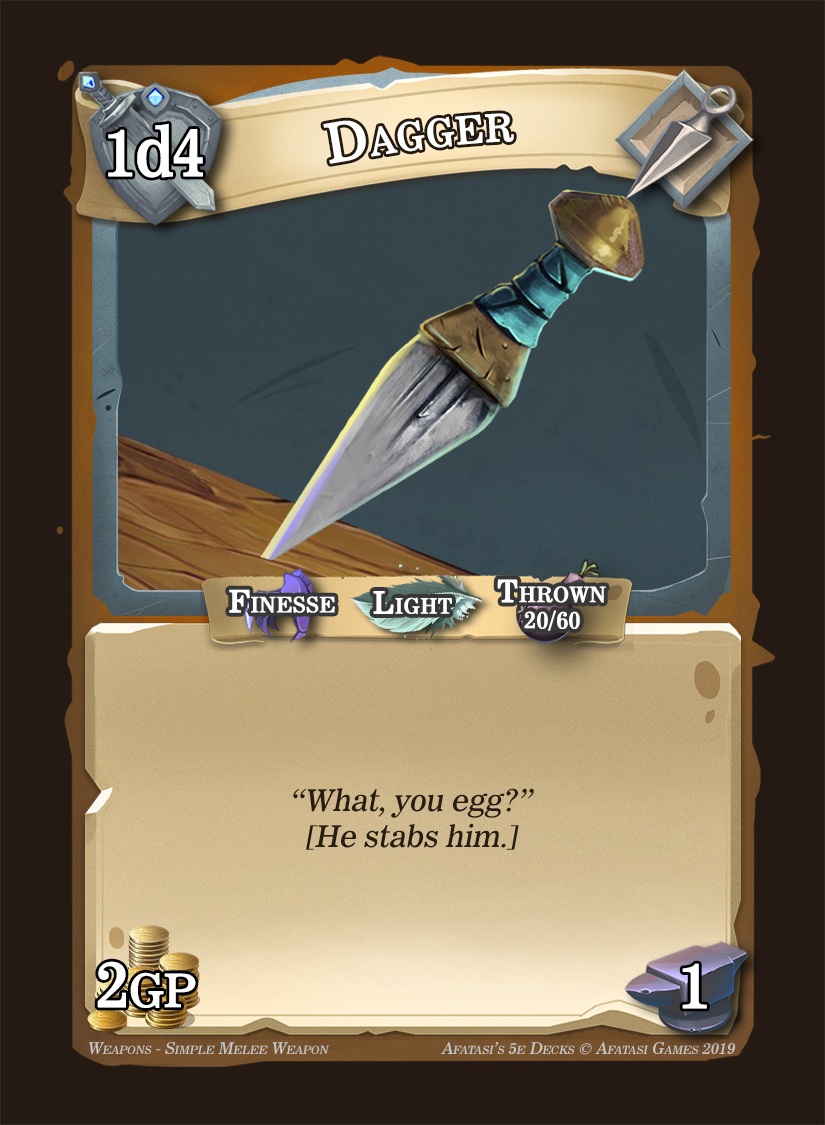 1d4
Dagger
Finesse
Light
Thrown
20/60
“What, you egg?”
[He stabs him.]
2GP
1
Weapons - Simple Melee Weapon
Afatasi's 5e Decks © Afatasi Games 2019